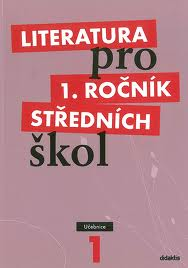 LITERATURA
pro
1. ROČNÍK
STŘEDNÍCH
škol
Učebnice
1
didaktis